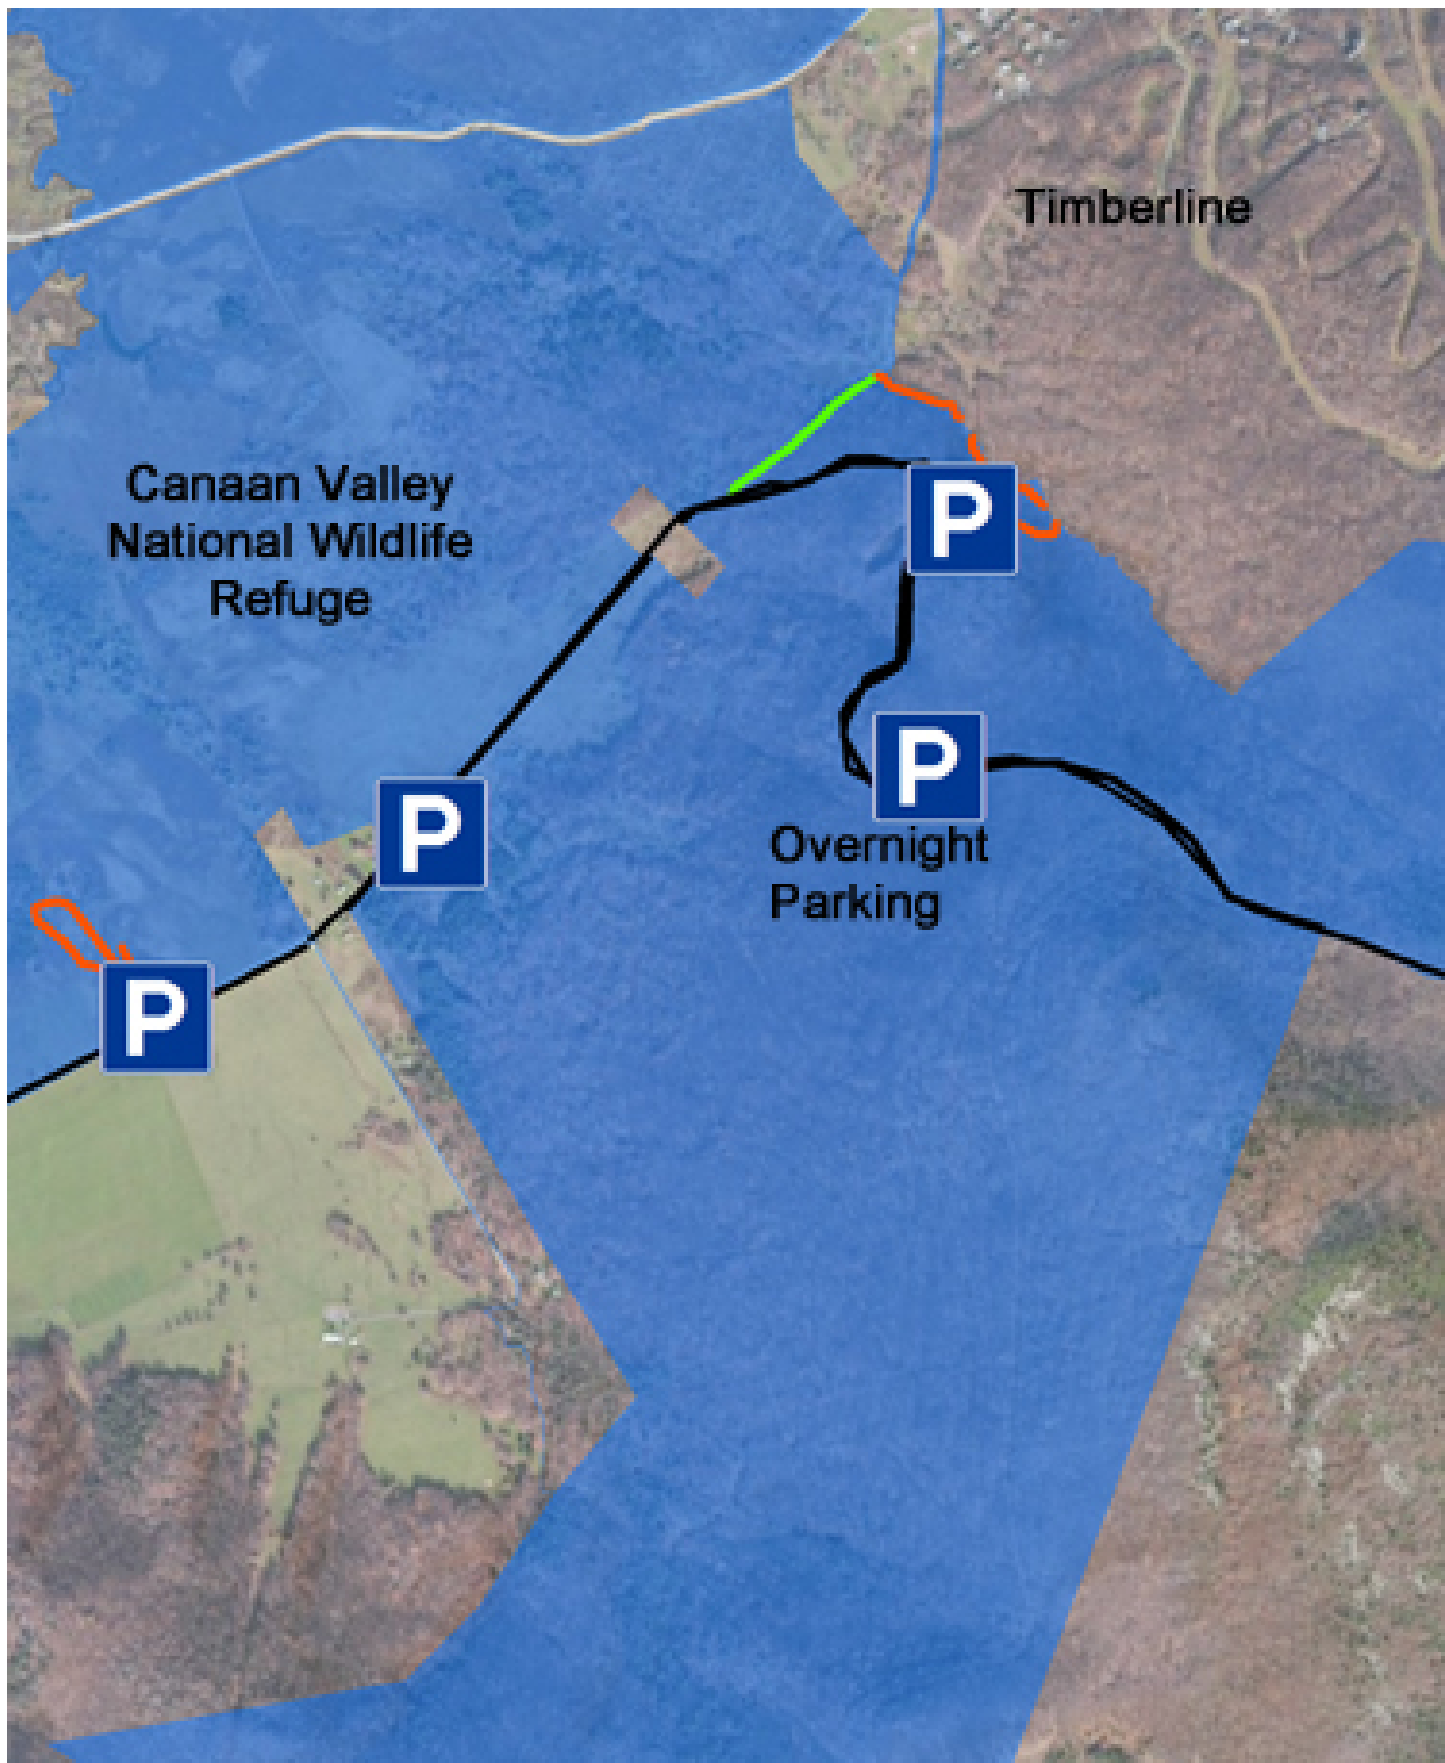 Timberline
Canaan Valley
National Wildlife
Refuge
P
P
Overnight
Parking
P
P